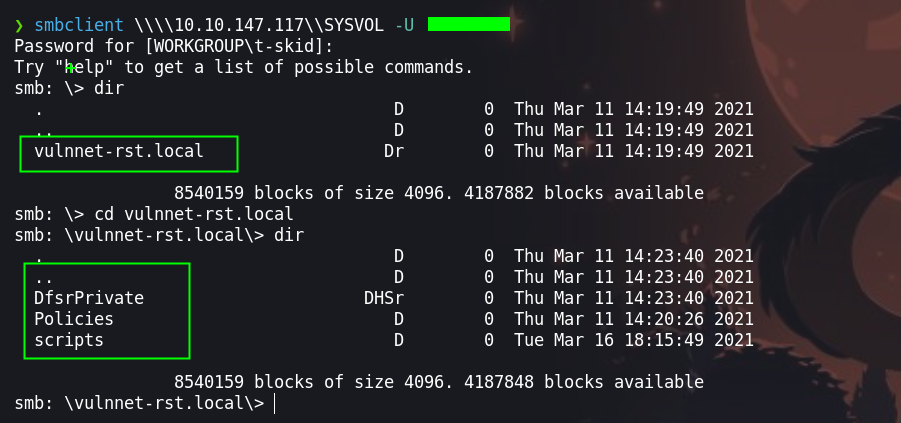 ❯ smbclient \\\\10.10.147.117\\SYSVOL -U
Password for [WORKGROUP\t-skid]:
Try "help" to get a list of possible commands.
smb: \> dir
. D 0 Thu Mar 11 14:19:49 2021
.. D 0 Thu Mar 11 14:19:49 2021
vulnnet-rst.local Dr 0 Thu Mar 11 14:19:49 2021
8540159 blocks of size 4096. 4187882 blocks available
smb: \> cd vulnnet-rst.local
smb: \vulnnet-rst.local\> dir
. D 0 Thu Mar 11 14:23:40 2021
.. D 0 Thu Mar 11 14:23:40 2021
DfsrPrivate DHSr 0 Thu Mar 11 14:23:40 2021
Policies D 0 Thu Mar 11 14:20:26 2021
scripts D 0 Tue Mar 16 18:15:49 2021
8540159 blocks of size 4096. 4187848 blocks available
smb: \vulnnet-rst.local\>